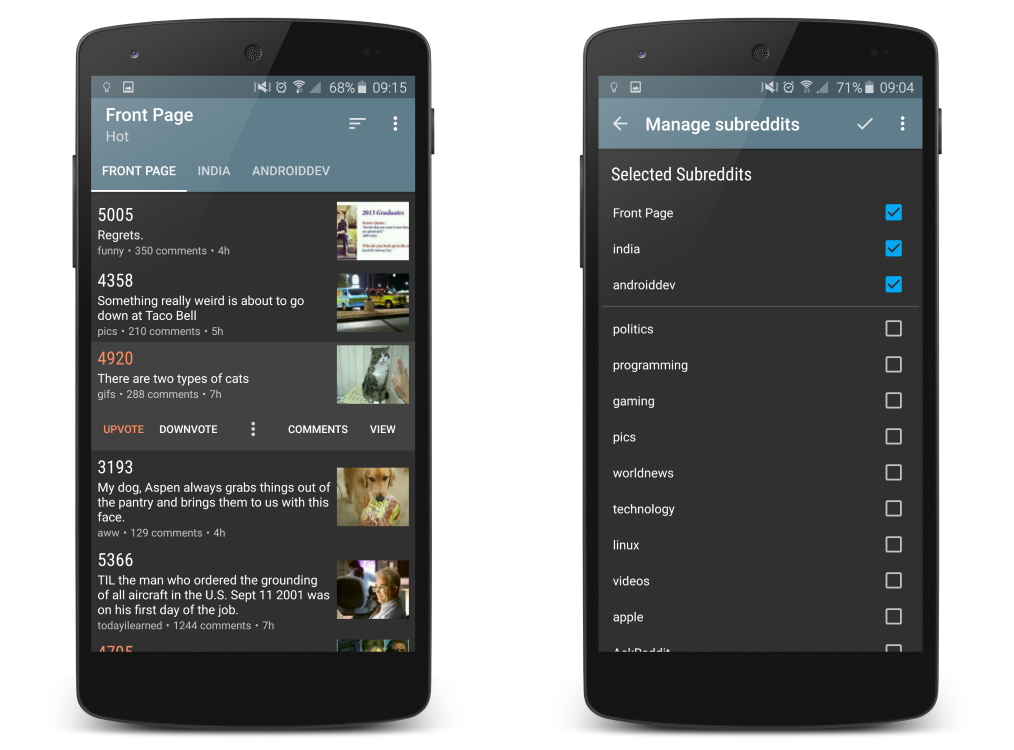 68% 09:15
Front Page
Hot
FRONT PAGE INDIA ANDROIDDEV
5005
Regrets.
funny • 350 comments • 4h
2013 Graduates
4358
Something really weird is about to go
down at Taco Bell
pics • 210 comments • 5h
4920
There are two types of cats
gifs • 288 comments • 7h
UPVOTE DOWNVOTE COMMENTS VIEW
3193
My dog, Aspen always grabs things out of
the pantry and brings them to us with this
face.
aww • 129 comments • 4h
5366
TIL the man who ordered the grounding
of all aircraft in the U.S. Sept 11 2001 was
on his first day of the job.
todayilearned • 1244 comments • 7h
4795
71% 09:04
Manage subreddits
Selected Subreddits
Front Page
india
androiddev
politics
programming
gaming
pics
worldnews
technology
linux
videos
apple
AskReddit